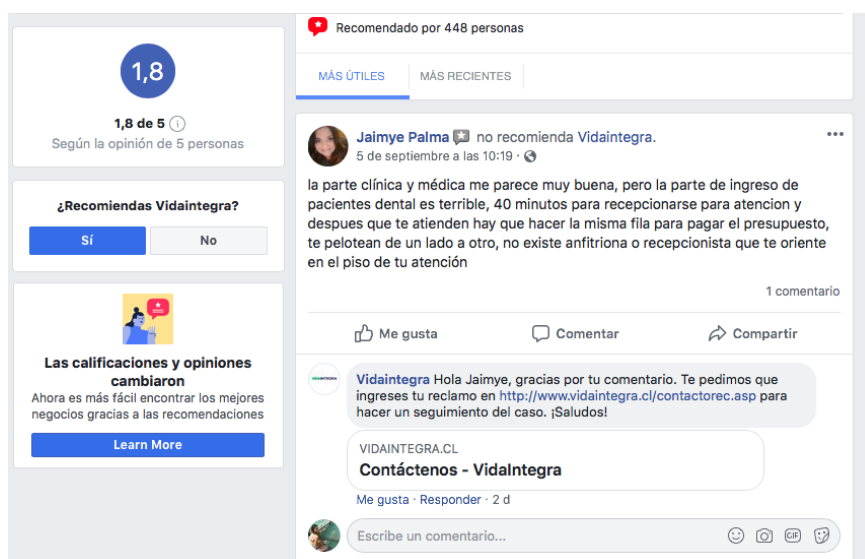 1,8
1,8 de 5
Según la opinión de 5 personas
¿Recomiendas Vidaintegra?
Sí
No
Las calificaciones y opiniones
cambiaron
Ahora es más fácil encontrar los mejores
negocios gracias a las recomendaciones
Learn More
Recomendado por 448 personas
MÁS ÚTILES
MÁS RECIENTES
Jaimye Palma no recomienda Vidaintegra.
5 de septiembre a las 10:19 ·
la parte clínica y médica me parece muy buena, pero la parte de ingreso de
pacientes dental es terrible, 40 minutos para recepcionarse para atencion y
despues que te atienden hay que hacer la misma fila para pagar el presupuesto,
te pelotean de un lado a otro, no existe anfitriona o recepcionista que te oriente
en el piso de tu atención
1 comentario
Me gusta
Comentar
Compartir
VIDAINTEGRA
Vidaintegra Hola Jaimye, gracias por tu comentario. Te pedimos que
ingreses tu reclamo en http://www.vidaintegra.cl/contactorec.asp para
hacer un seguimiento del caso. ¡Saludos!
VIDAINTEGRA.CL
Contáctenos - VidaIntegra
Me gusta · Responder · 2 d
Escribe un comentario...
GIF